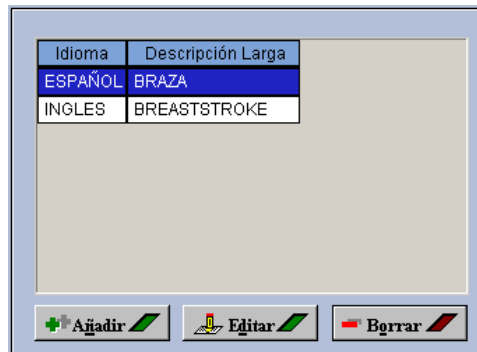 Idioma Descripción Larga
ESPAÑOL BRAZA
INGLES BREASTSTROKE
Añadir Editar Borrar